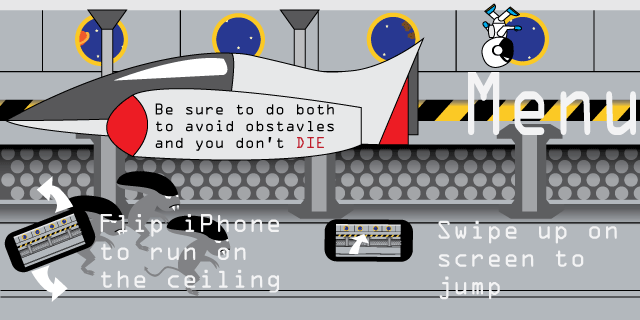 Be sure to do both
to avoid obstavles
and you don't DIE
Menu
Flip iPhone
to run on
the ceiling
Swipe up on
screen to
jump